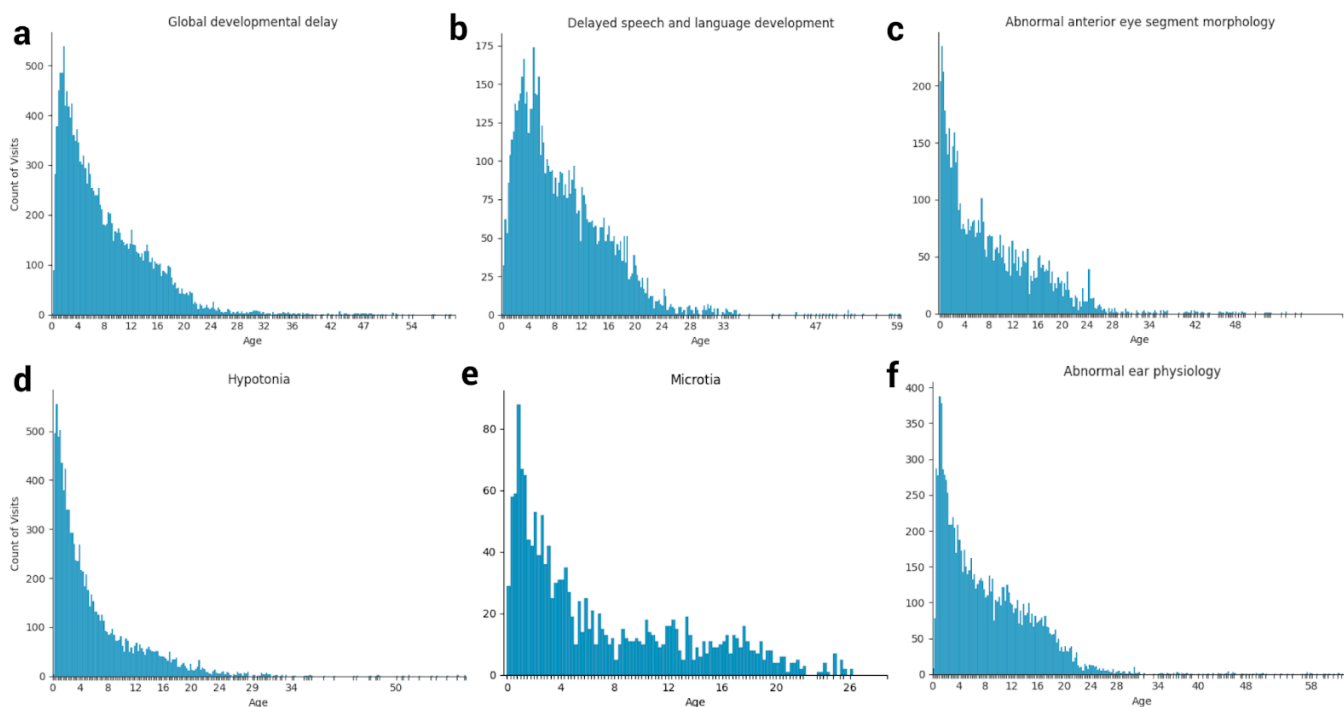 a
Global developmental delay
500
400
300
200
100
0
Count of Visits
0 4 8 12 16 20 24 28 32 36 42 47 54
Age
b
Delayed speech and language development
175
150
125
100
75
50
25
0
0 4 8 12 16 20 24 28 33 47 59
Age
c
Abnormal anterior eye segment morphology
200
150
100
50
0
0 4 8 12 16 20 24 28 34 42 48
Age
d
Hypotonia
500
400
300
200
100
0
Count of Visits
0 4 8 12 16 20 24 29 34 50
Age
e
Microtia
80
60
40
20
0
0 4 8 12 16 20 26
Age
f
Abnormal ear physiology
400
350
300
250
200
150
100
50
0
0 4 8 12 16 20 24 28 34 40 48 58
Age